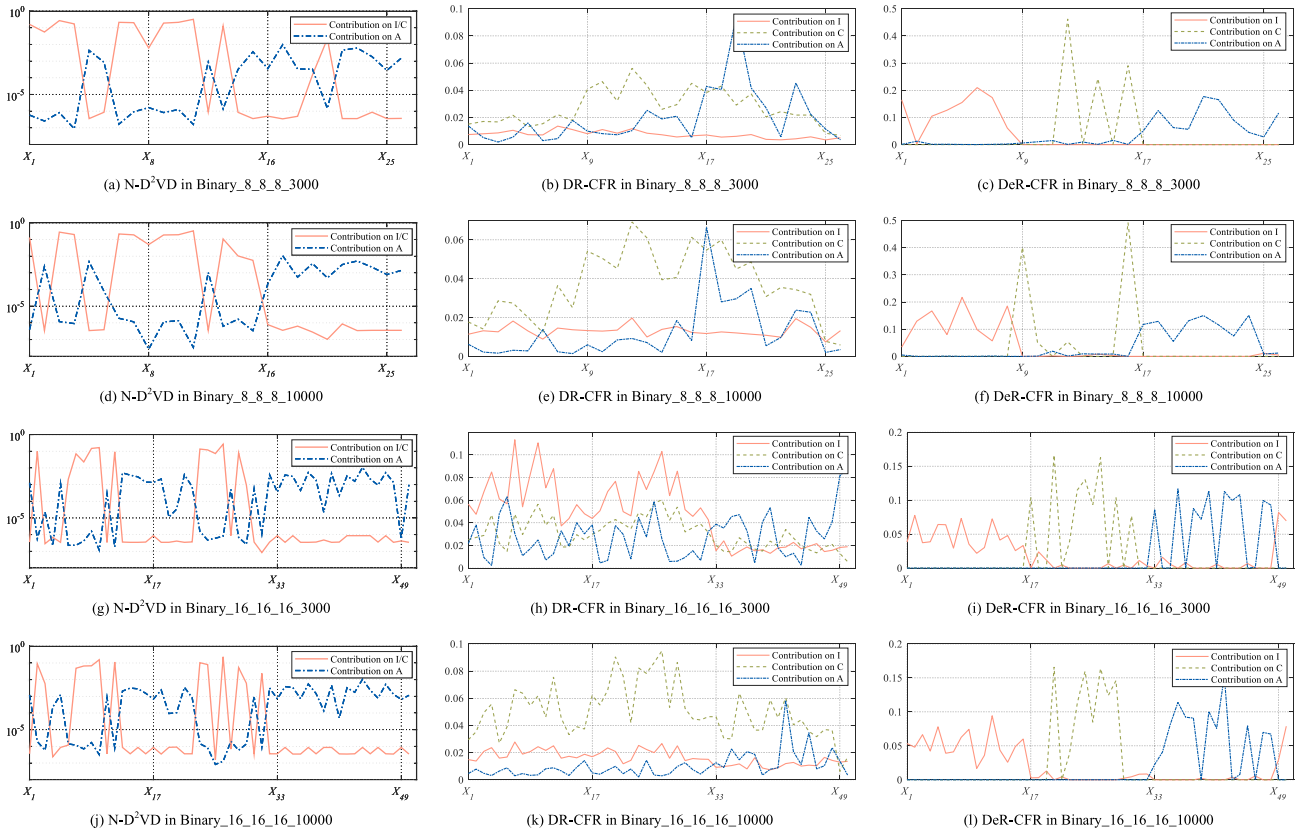 10⁰
10⁻⁵
Contribution on I/C
Contribution on A
X₁ X₈ X₁₆ X₂₅
(a) N-D²VD in Binary_8_8_8_3000
0.08
0.06
0.04
0.02
0
Contribution on I
Contribution on C
Contribution on A
X₁ X₉ X₁₇ X₂₅
(b) DR-CFR in Binary_8_8_8_3000
0.5
0.4
0.3
0.2
0.1
0
Contribution on I
Contribution on C
Contribution on A
X₁ X₉ X₁₇ X₂₅
(c) DeR-CFR in Binary_8_8_8_3000
10⁰
10⁻⁵
Contribution on I/C
Contribution on A
X₁ X₈ X₁₆ X₂₅
(d) N-D²VD in Binary_8_8_8_10000
0.06
0.04
0.02
0
Contribution on I
Contribution on C
Contribution on A
X₁ X₉ X₁₇ X₂₅
(e) DR-CFR in Binary_8_8_8_10000
0.5
0.4
0.3
0.2
0.1
0
Contribution on I
Contribution on C
Contribution on A
X₁ X₉ X₁₇ X₂₅
(f) DeR-CFR in Binary_8_8_8_10000
10⁰
10⁻⁵
Contribution on I/C
Contribution on A
X₁ X₁₇ X₃₃ X₄₉
(g) N-D²VD in Binary_16_16_16_3000
0.1
0.08
0.06
0.04
0.02
0
Contribution on I
Contribution on C
Contribution on A
X₁ X₁₇ X₃₃ X₄₉
(h) DR-CFR in Binary_16_16_16_3000
0.2
0.15
0.1
0.05
0
Contribution on I
Contribution on C
Contribution on A
X₁ X₁₇ X₃₃ X₄₉
(i) DeR-CFR in Binary_16_16_16_3000
10⁰
10⁻⁵
Contribution on I/C
Contribution on A
X₁ X₁₇ X₃₃ X₄₉
(j) N-D²VD in Binary_16_16_16_10000
0.1
0.08
0.06
0.04
0.02
0
Contribution on I
Contribution on C
Contribution on A
X₁ X₁₇ X₃₃ X₄₉
(k) DR-CFR in Binary_16_16_16_10000
0.2
0.15
0.1
0.05
0
Contribution on I
Contribution on C
Contribution on A
X₁ X₁₇ X₃₃ X₄₉
(l) DeR-CFR in Binary_16_16_16_10000